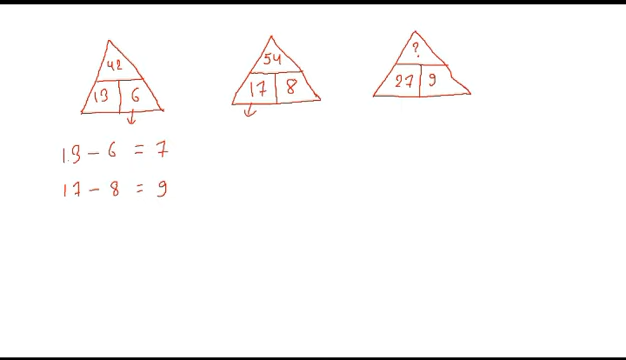 42 54 ?
13 6 17 8 27 9
13 - 6 = 7
17 - 8 = 9